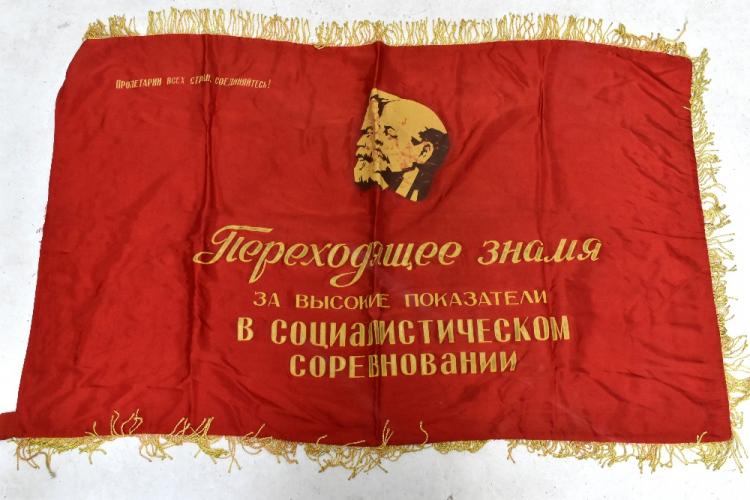 Пролетарии всех стран, соединяйтесь!
Переходящее знамя
за высокие показатели
в социалистическом
соревновании